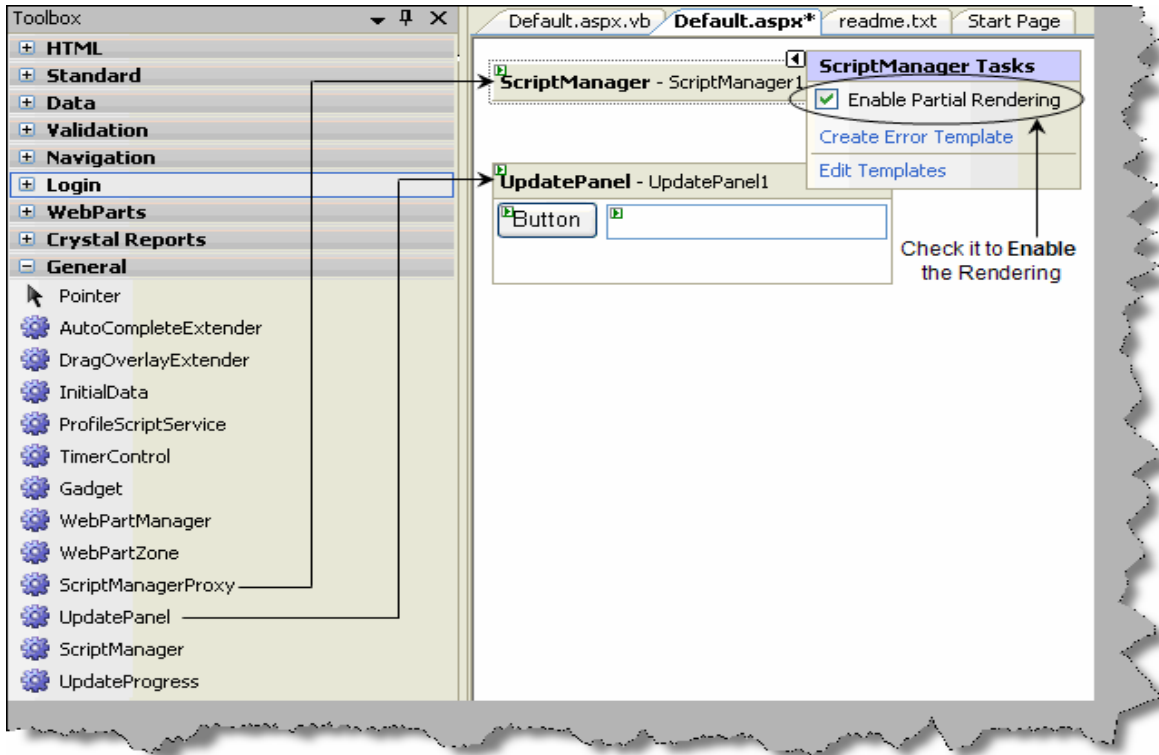 Toolbox
HTML
Standard
Data
Validation
Navigation
Login
WebParts
Crystal Reports
General
Pointer
AutoCompleteExtender
DragOverlayExtender
InitialData
ProfileScriptService
TimerControl
Gadget
WebPartManager
WebPartZone
ScriptManagerProxy
UpdatePanel
ScriptManager
UpdateProgress
Default.aspx.vb
Default.aspx*
readme.txt
Start Page
ScriptManager - ScriptManager1
ScriptManager Tasks
Enable Partial Rendering
Create Error Template
Edit Templates
UpdatePanel - UpdatePanel1
Button
Check it to Enable
the Rendering